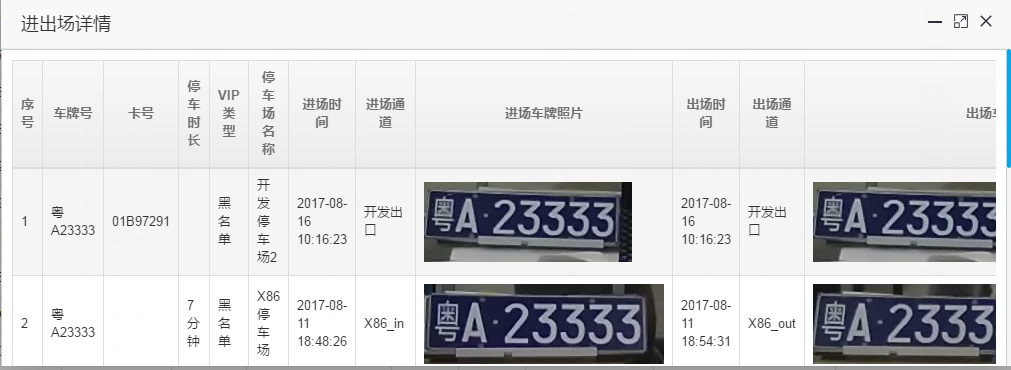 进出场详情
序号 车牌号 卡号 停车时长 VIP类型 停车场名称 进场时间 进场通道 进场车牌照片 出场时间 出场通道 出场
1 粤A23333 01B97291 黑名单 开发停车场2 2017-08-16 10:16:23 开发出口 粤A·23333 2017-08-16 10:16:23 开发出口 粤A·23333
2 粤A23333 7分钟 黑名单 X86停车场 2017-08-11 18:48:26 X86_in 粤A·23333 2017-08-11 18:54:31 X86_out 粤A·23333